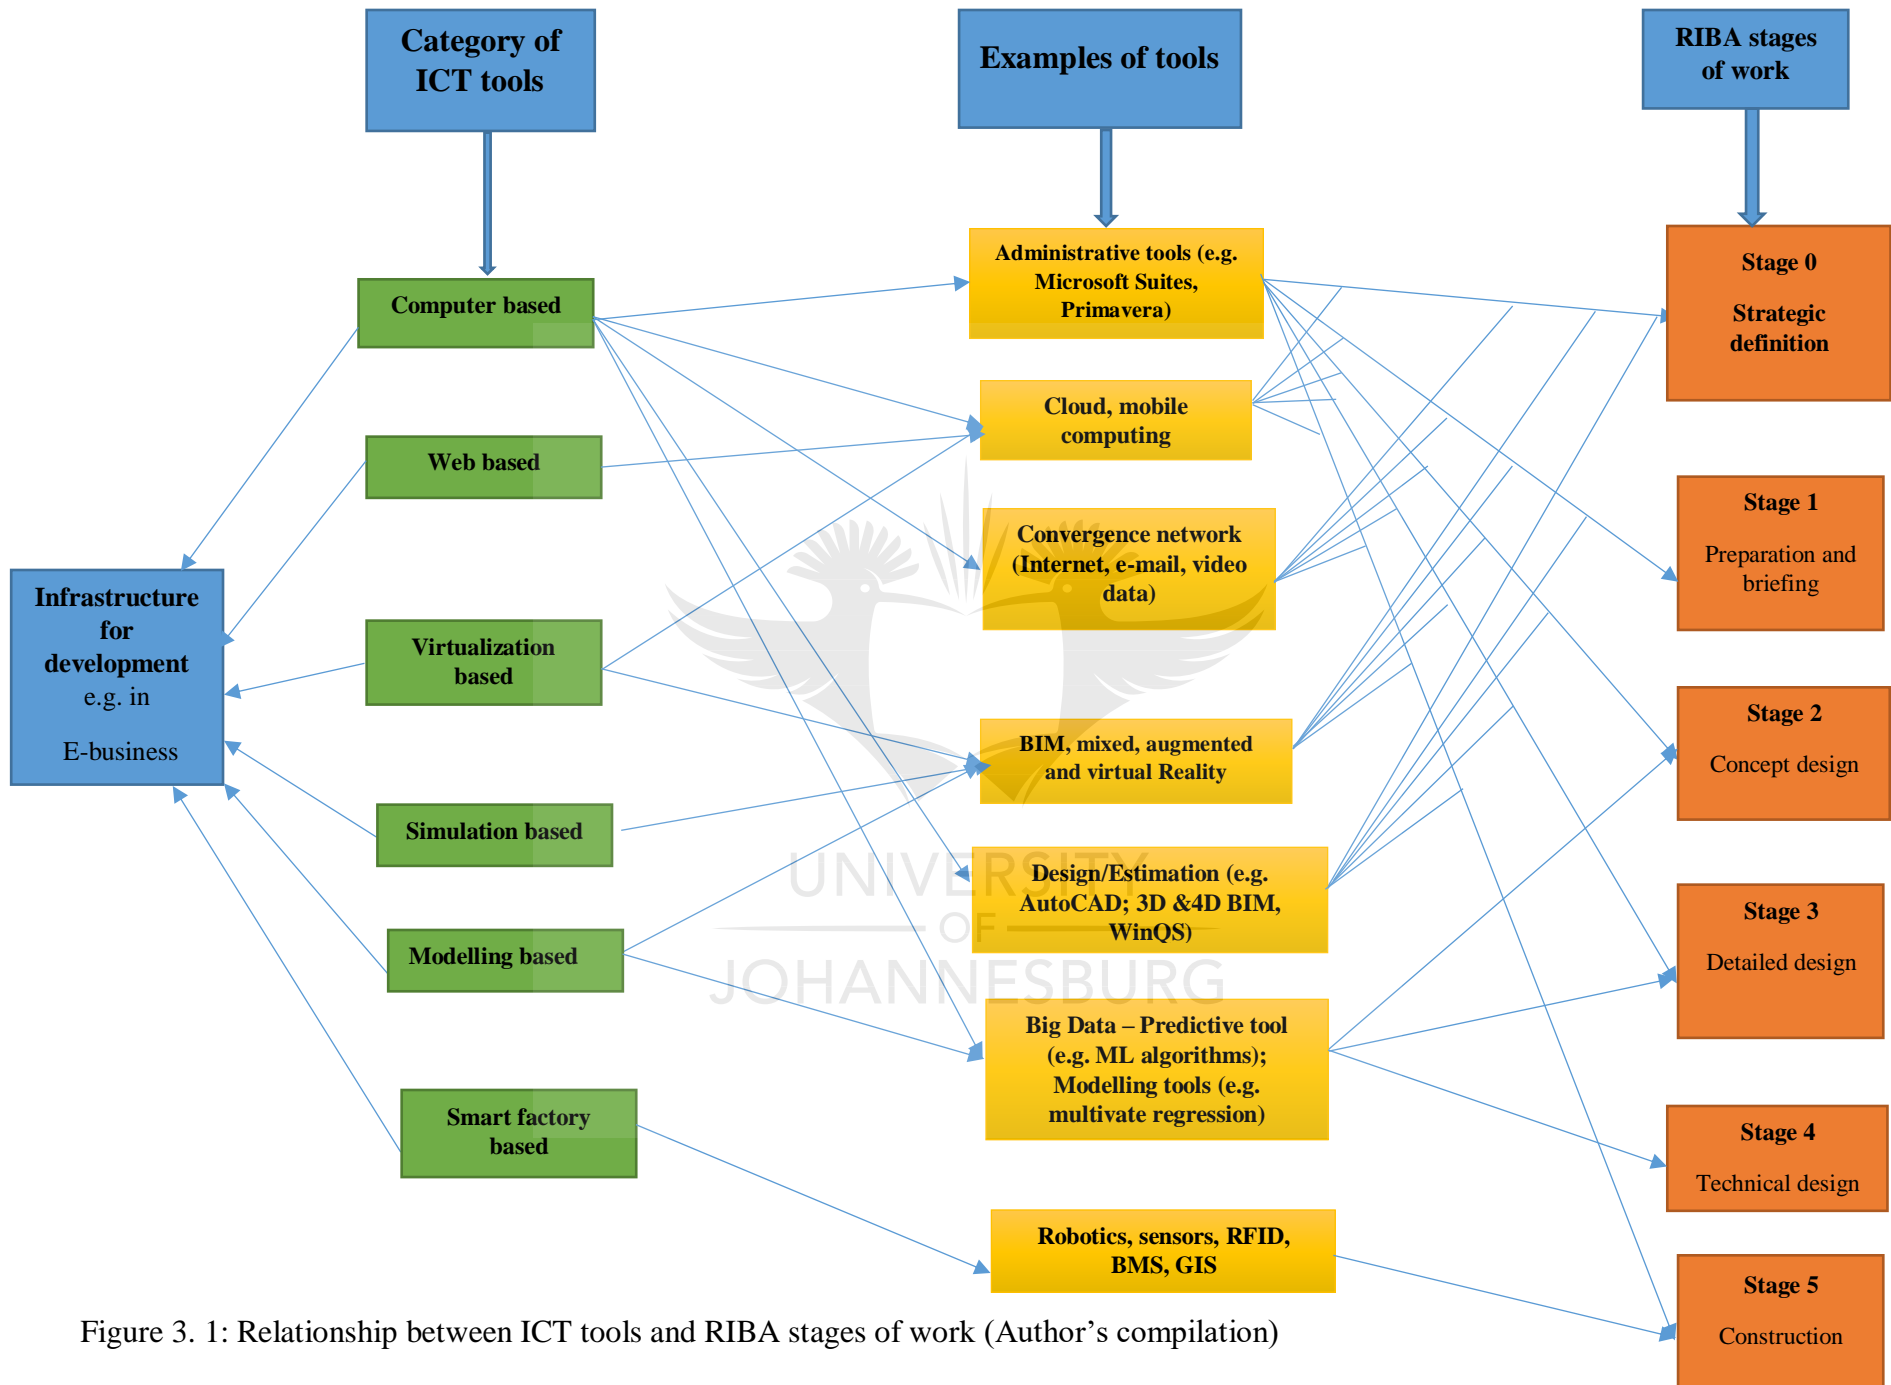 Category of
ICT tools
Examples of tools
RIBA stages
of work
Infrastructure
for
development
e.g. in
E-business
Computer based
Web based
Virtualization
based
Simulation based
Modelling based
Smart factory
based
Administrative tools (e.g.
Microsoft Suites,
Primavera)
Cloud, mobile
computing
Convergence network
(Internet, e-mail, video
data)
BIM, mixed, augmented
and virtual Reality
Design/Estimation (e.g.
AutoCAD; 3D &4D BIM,
WinQS)
Big Data – Predictive tool
(e.g. ML algorithms);
Modelling tools (e.g.
multivate regression)
Robotics, sensors, RFID,
BMS, GIS
Stage 0
Strategic
definition
Stage 1
Preparation and
briefing
Stage 2
Concept design
Stage 3
Detailed design
Stage 4
Technical design
Stage 5
Construction
UNIVERSITY
OF
JOHANNESBURG
Figure 3. 1: Relationship between ICT tools and RIBA stages of work (Author’s compilation)